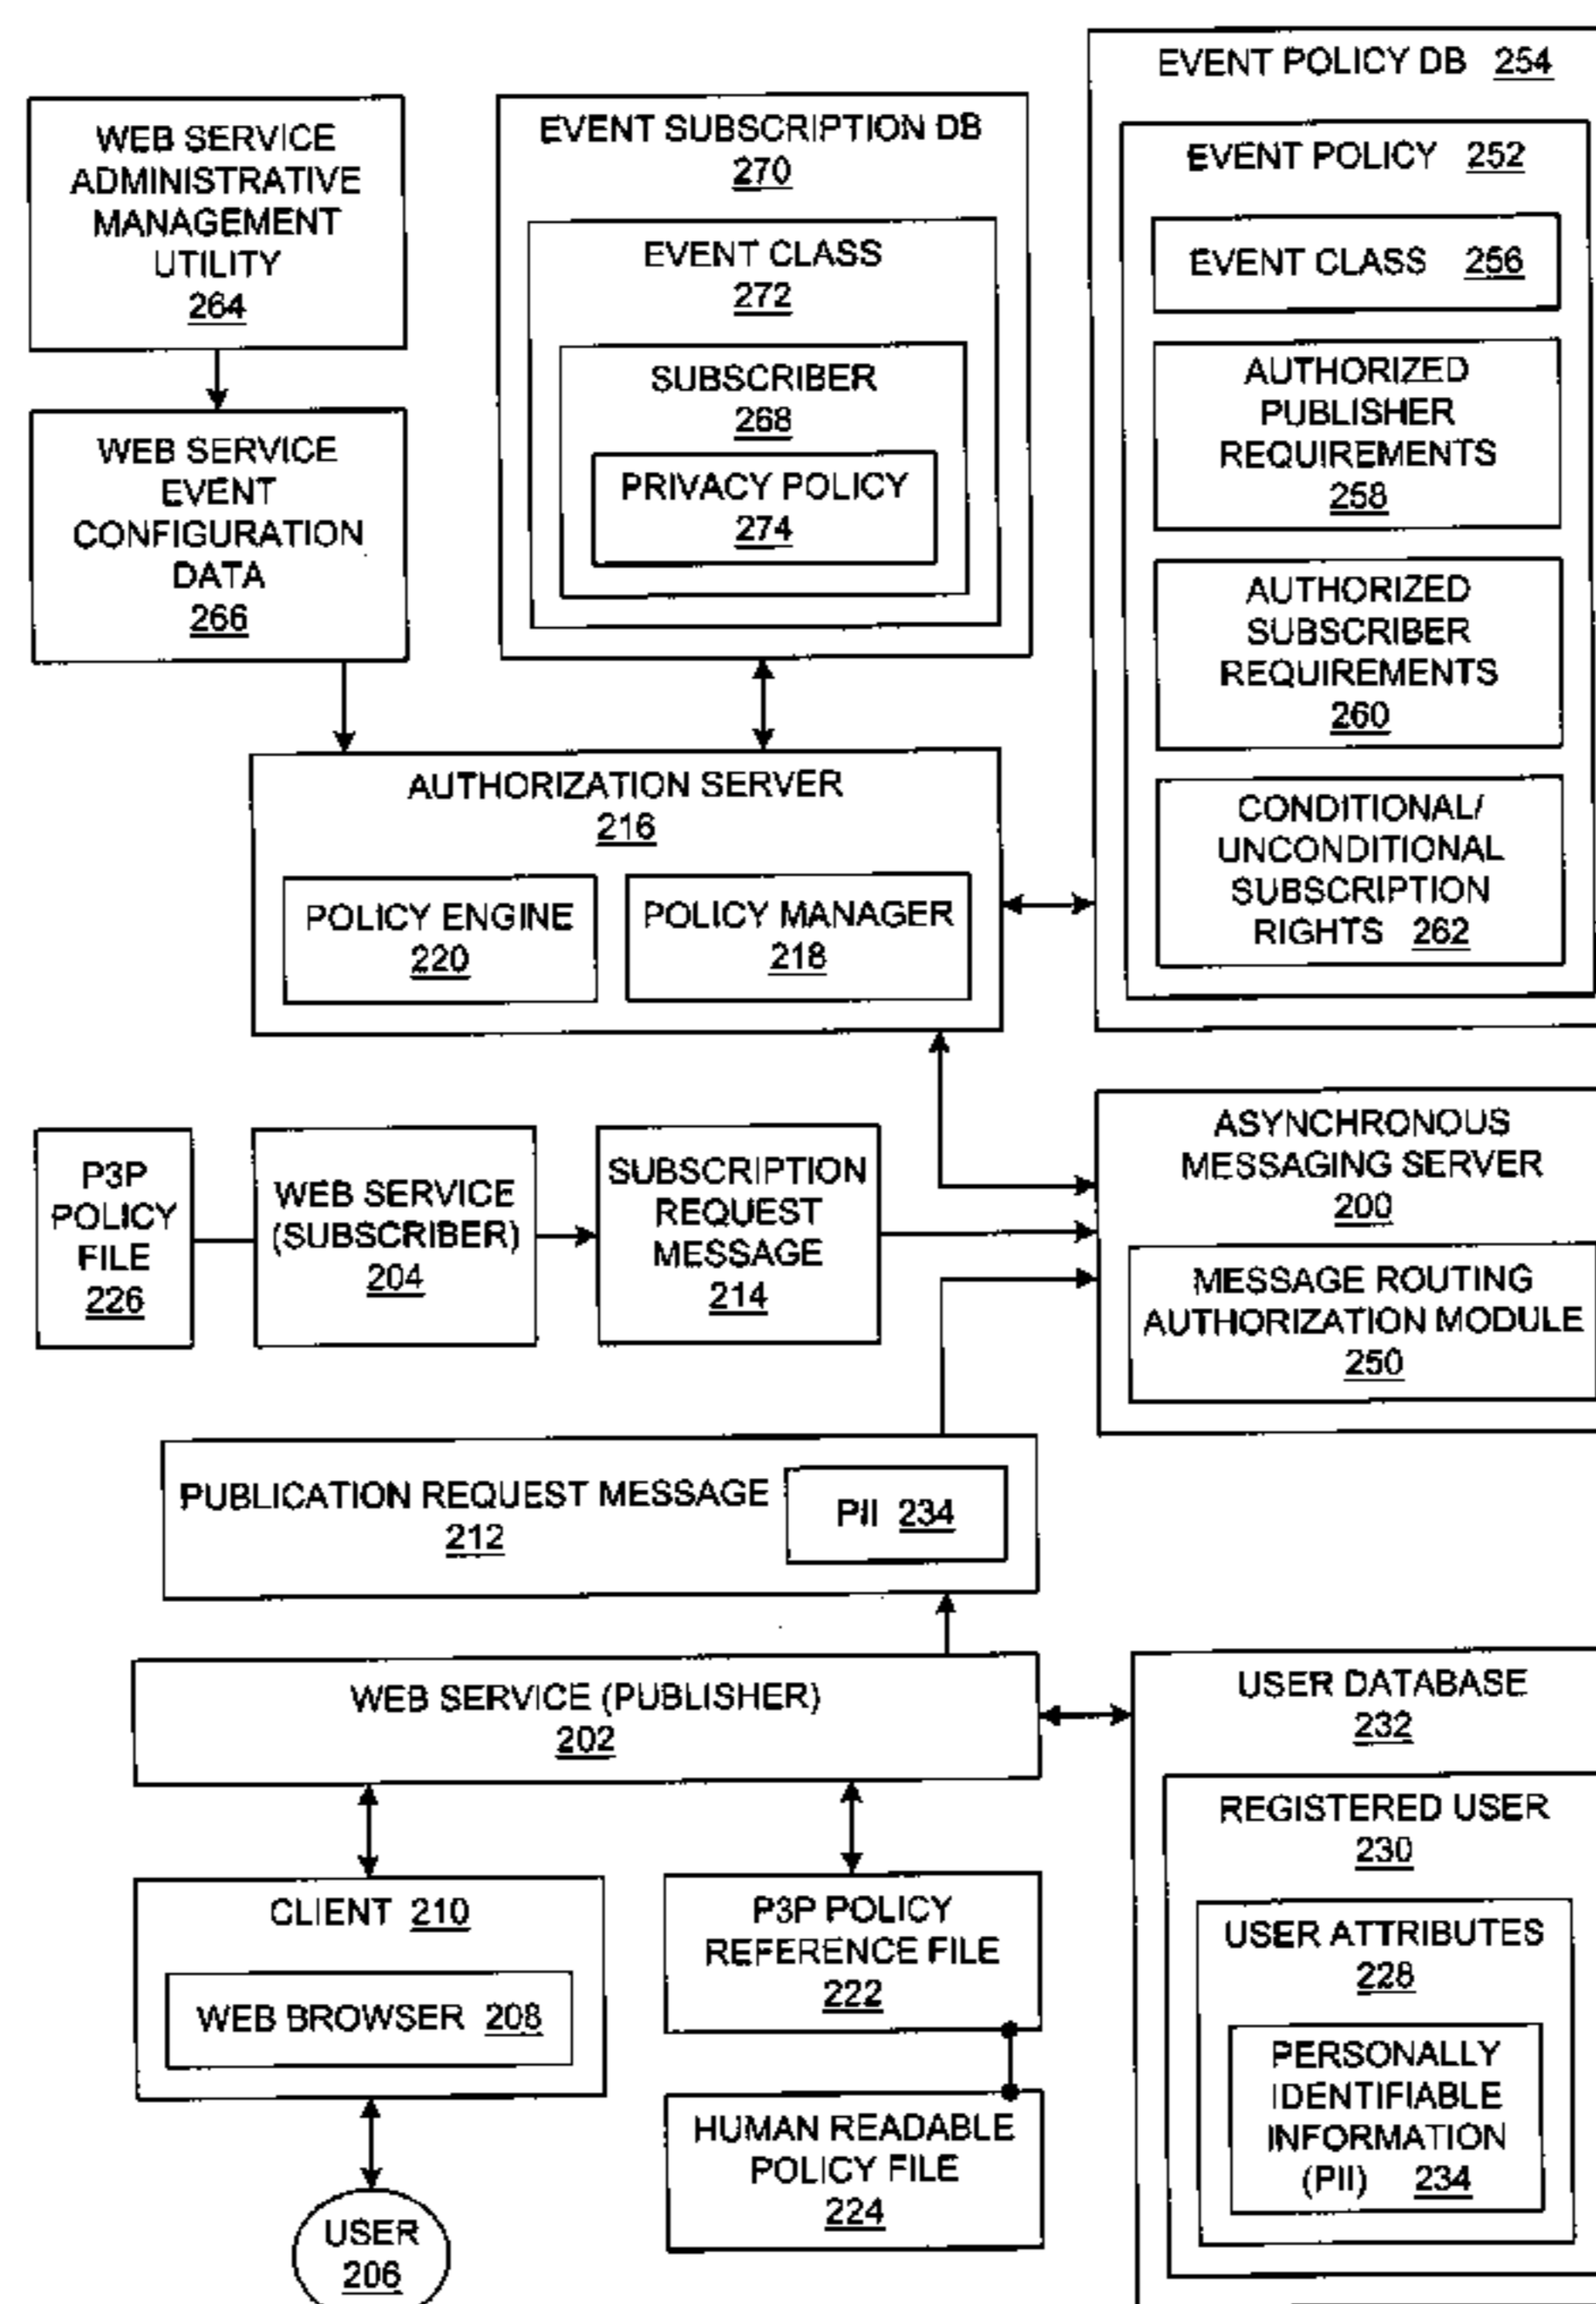 WEB SERVICE
ADMINISTRATIVE
MANAGEMENT
UTILITY
264
WEB SERVICE
EVENT
CONFIGURATION
DATA
266
EVENT SUBSCRIPTION DB
270
EVENT CLASS
272
SUBSCRIBER
268
PRIVACY POLICY
274
EVENT POLICY DB 254
EVENT POLICY 252
EVENT CLASS 256
AUTHORIZED
PUBLISHER
REQUIREMENTS
258
AUTHORIZED
SUBSCRIBER
REQUIREMENTS
260
CONDITIONAL/
UNCONDITIONAL
SUBSCRIPTION
RIGHTS 262
AUTHORIZATION SERVER
216
POLICY ENGINE
220
POLICY MANAGER
218
P3P
POLICY
FILE
226
WEB SERVICE
(SUBSCRIBER)
204
SUBSCRIPTION
REQUEST
MESSAGE
214
ASYNCHRONOUS
MESSAGING SERVER
200
MESSAGE ROUTING
AUTHORIZATION MODULE
250
PUBLICATION REQUEST MESSAGE
212
PII 234
WEB SERVICE (PUBLISHER)
202
USER DATABASE
232
REGISTERED USER
230
USER ATTRIBUTES
228
PERSONALLY
IDENTIFIABLE
INFORMATION
(PII) 234
CLIENT 210
WEB BROWSER 208
P3P POLICY
REFERENCE FILE
222
HUMAN READABLE
POLICY FILE
224
USER
206